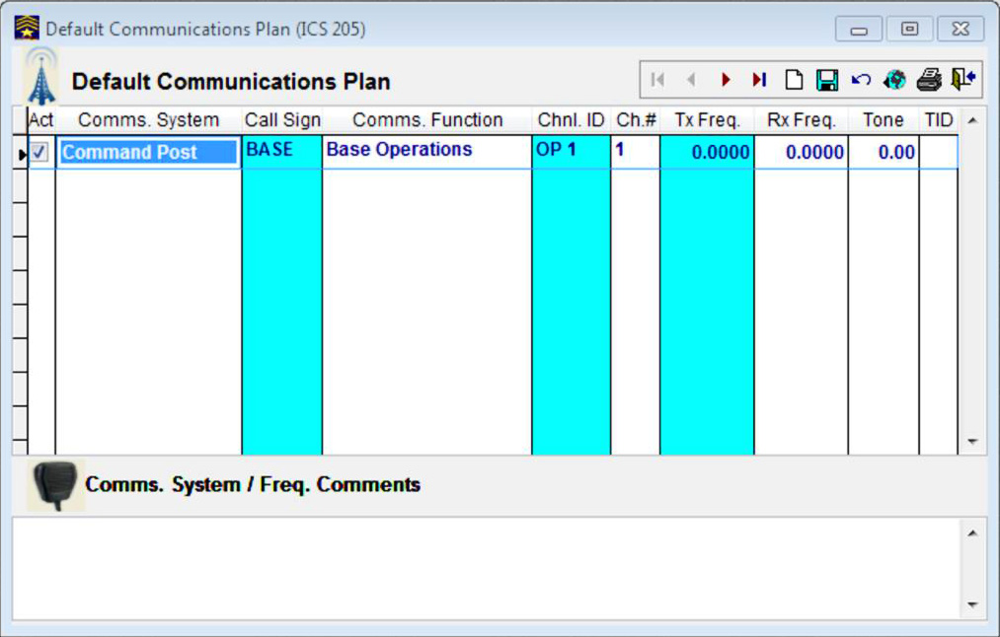 Default Communications Plan (ICS 205)
Default Communications Plan
Act Comms. System Call Sign Comms. Function Chnl. ID Ch.# Tx Freq. Rx Freq. Tone TID
Command Post BASE Base Operations OP 1 1 0.0000 0.0000 0.00
Comms. System / Freq. Comments